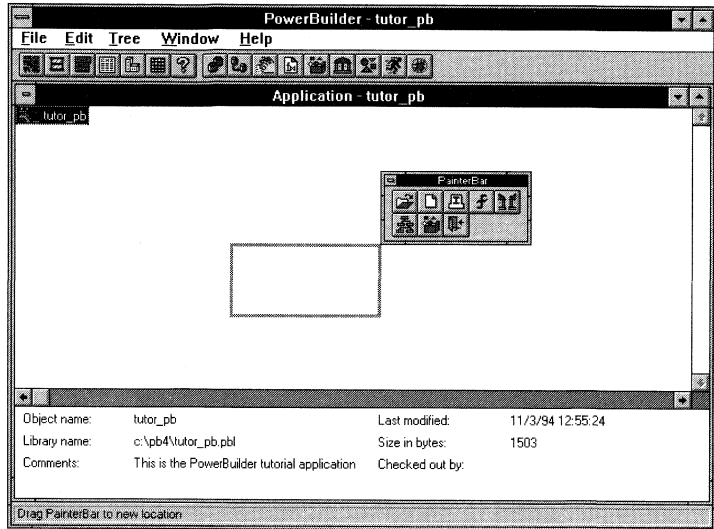 PowerBuilder - tutor_pb
File Edit Tree Window Help
Application - tutor_pb
tutor_pb
PainterBar
Object name: tutor_pb Last modified: 11/3/94 12:55:24
Library name: c:\pb4\tutor_pb.pbl Size in bytes: 1503
Comments: This is the PowerBuilder tutorial application Checked out by:
Drag PainterBar to new location